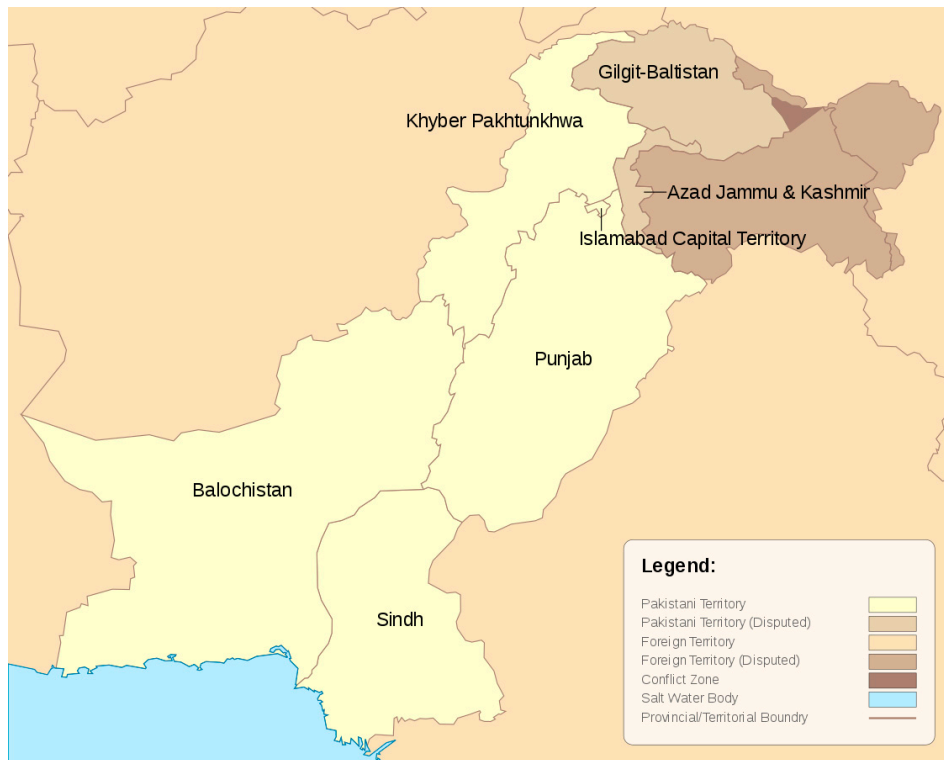 Gilgit-Baltistan
Khyber Pakhtunkhwa
Azad Jammu & Kashmir
Islamabad Capital Territory
Punjab
Balochistan
Sindh
Legend:
Pakistani Territory
Pakistani Territory (Disputed)
Foreign Territory
Foreign Territory (Disputed)
Conflict Zone
Salt Water Body
Provincial/Territorial Boundry